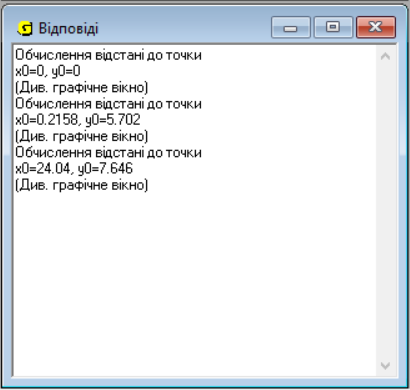 Відповіді
Обчислення відстані до точки
x0=0, y0=0
(Див. графічне вікно)
Обчислення відстані до точки
x0=0.2158, y0=5.702
(Див. графічне вікно)
Обчислення відстані до точки
x0=24.04, y0=7.646
(Див. графічне вікно)